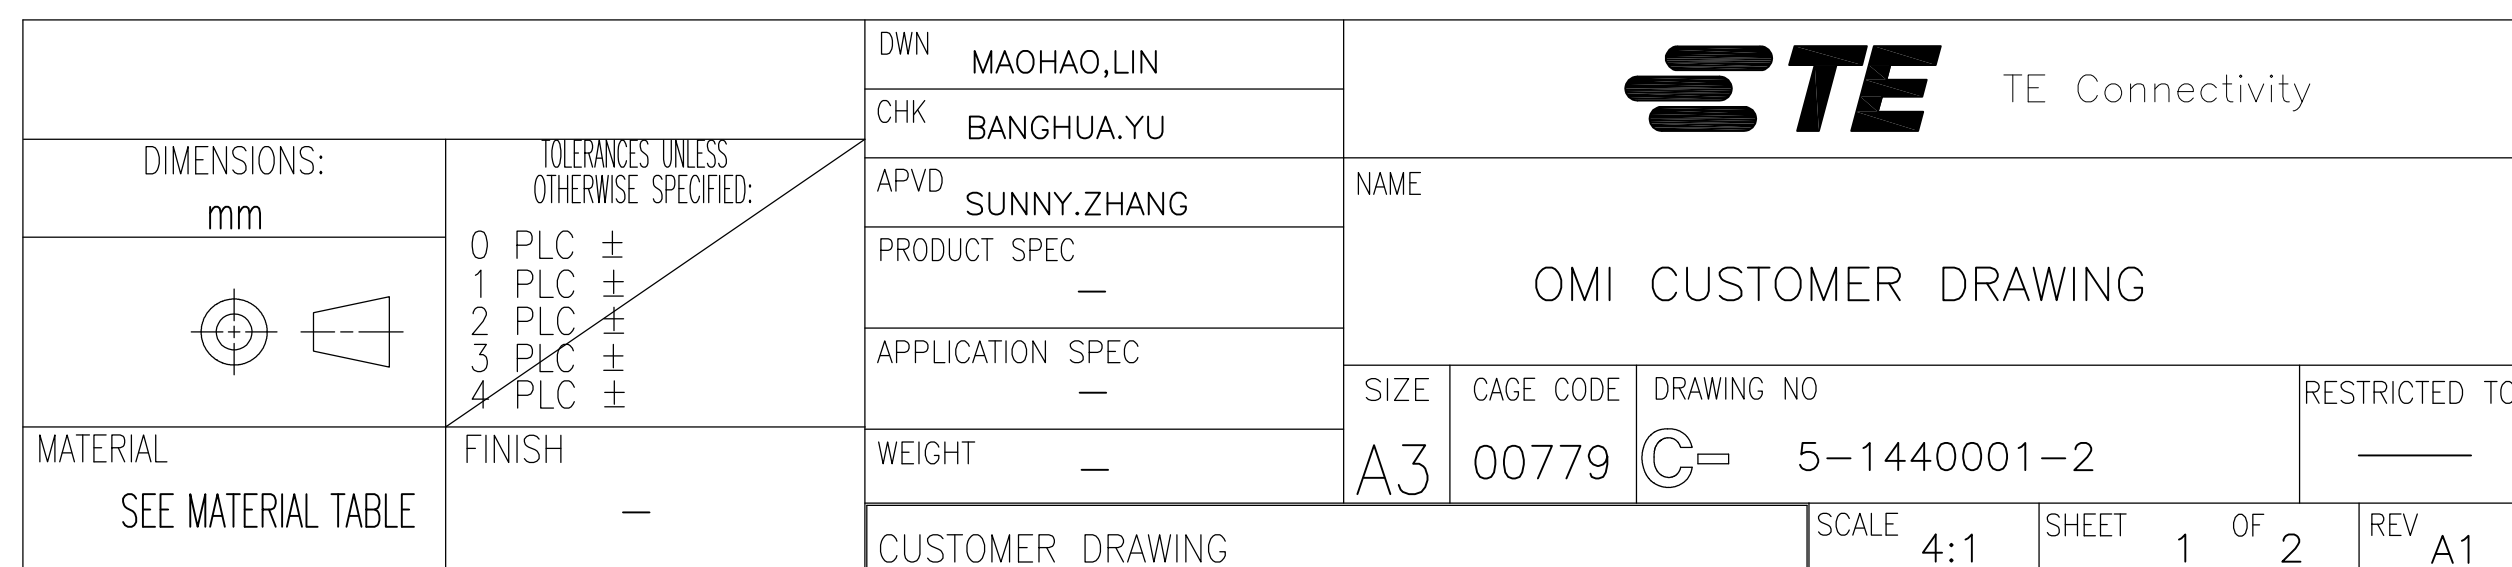 DWN
MAOHAO,LIN
CHK
BANGHUA.YU
APVD
SUNNY.ZHANG
PRODUCT SPEC
—
APPLICATION SPEC
—
WEIGHT
—
TE
TE Connectivity
DIMENSIONS:
mm
TOLERANCES UNLESS
OTHERWISE SPECIFIED:
0 PLC ±
1 PLC ±
2 PLC ±
3 PLC ±
4 PLC ±
MATERIAL
SEE MATERIAL TABLE
FINISH
—
NAME
OMI CUSTOMER DRAWING
SIZE
A3
CAGE CODE
00779
DRAWING NO
C- 5-1440001-2
RESTRICTED TO
—
CUSTOMER DRAWING
SCALE 4:1
SHEET 1 OF 2
REV A1